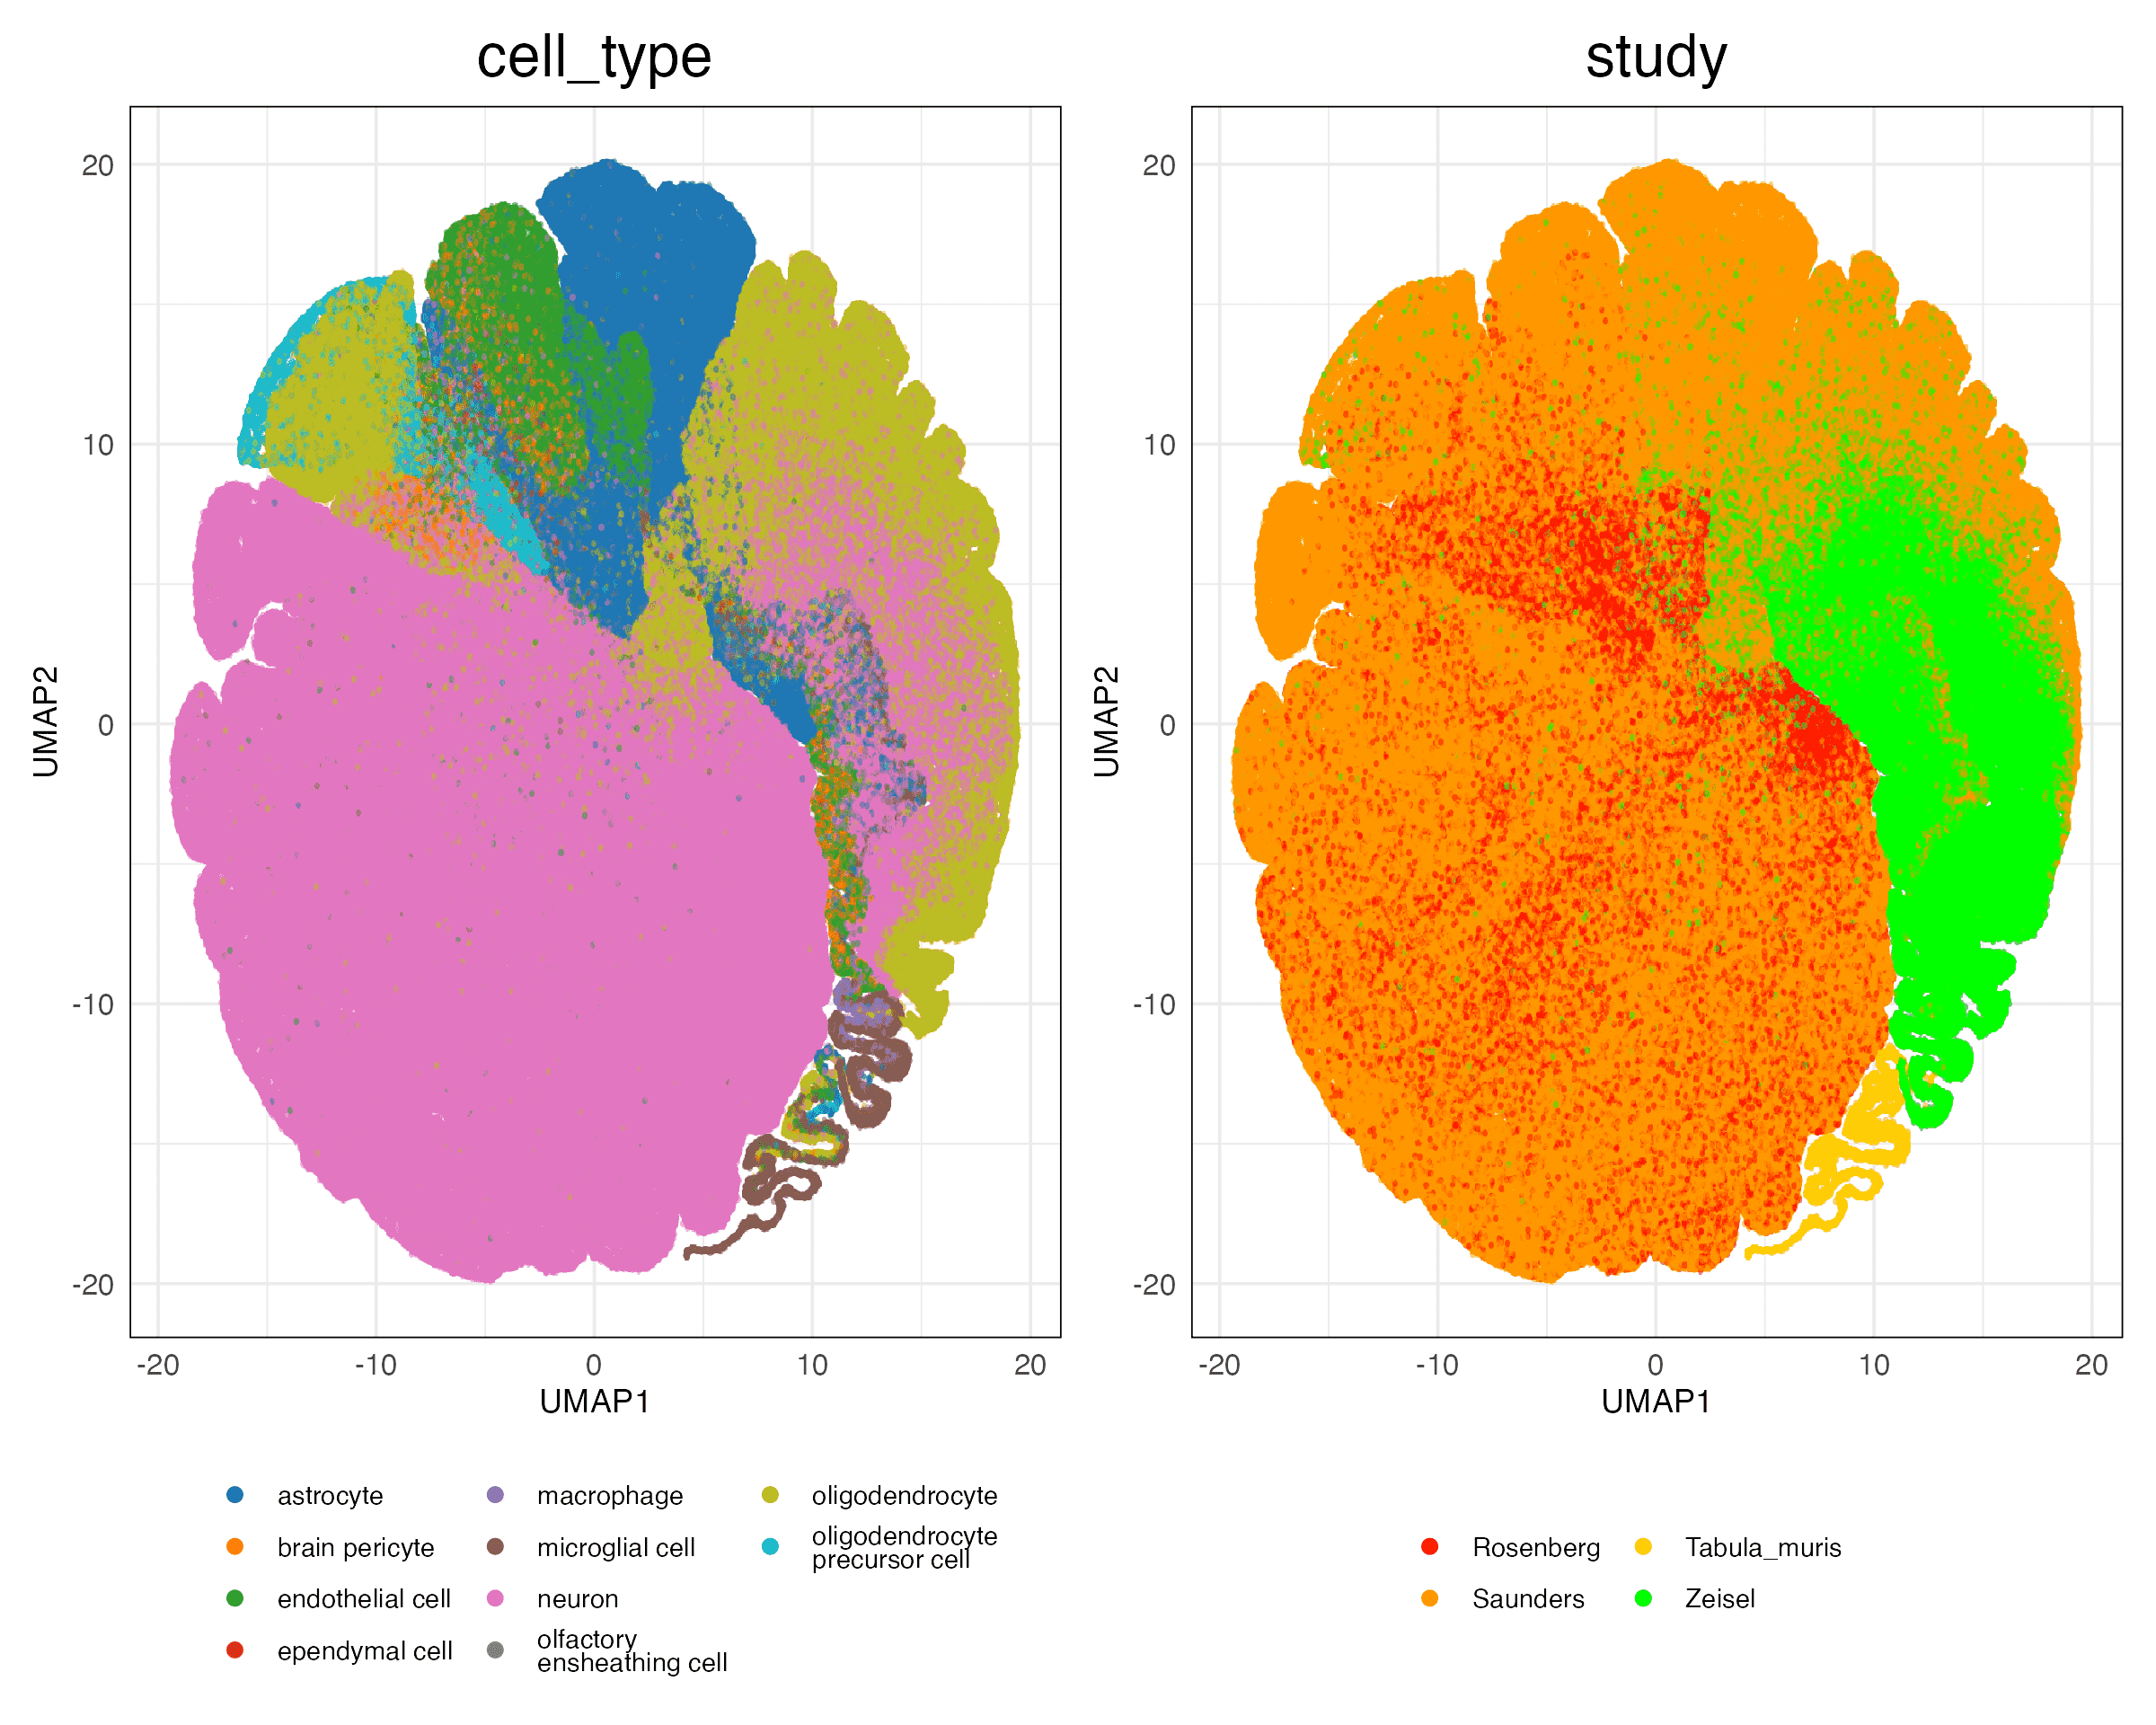 cell_type
20
10
0
-10
-20
UMAP2
-20 -10 0 10 20
UMAP1
astrocyte
brain pericyte
endothelial cell
ependymal cell
macrophage
microglial cell
neuron
olfactory
ensheathing cell
oligodendrocyte
oligodendrocyte
precursor cell
study
20
10
0
-10
-20
UMAP2
-20 -10 0 10 20
UMAP1
Rosenberg
Saunders
Tabula_muris
Zeisel